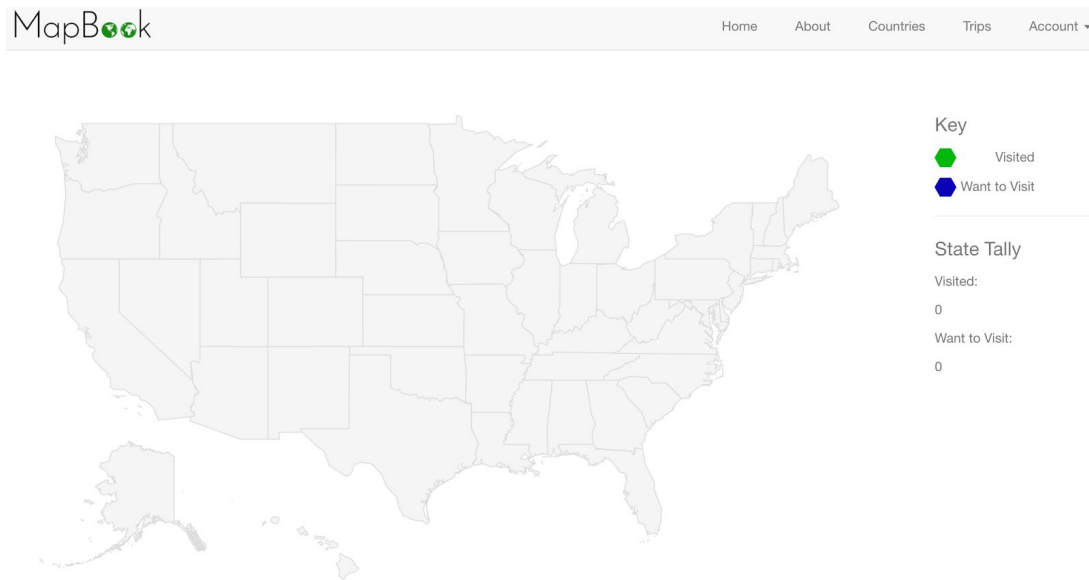 MapBook
Home About Countries Trips Account
Key
Visited
Want to Visit
State Tally
Visited:
0
Want to Visit:
0